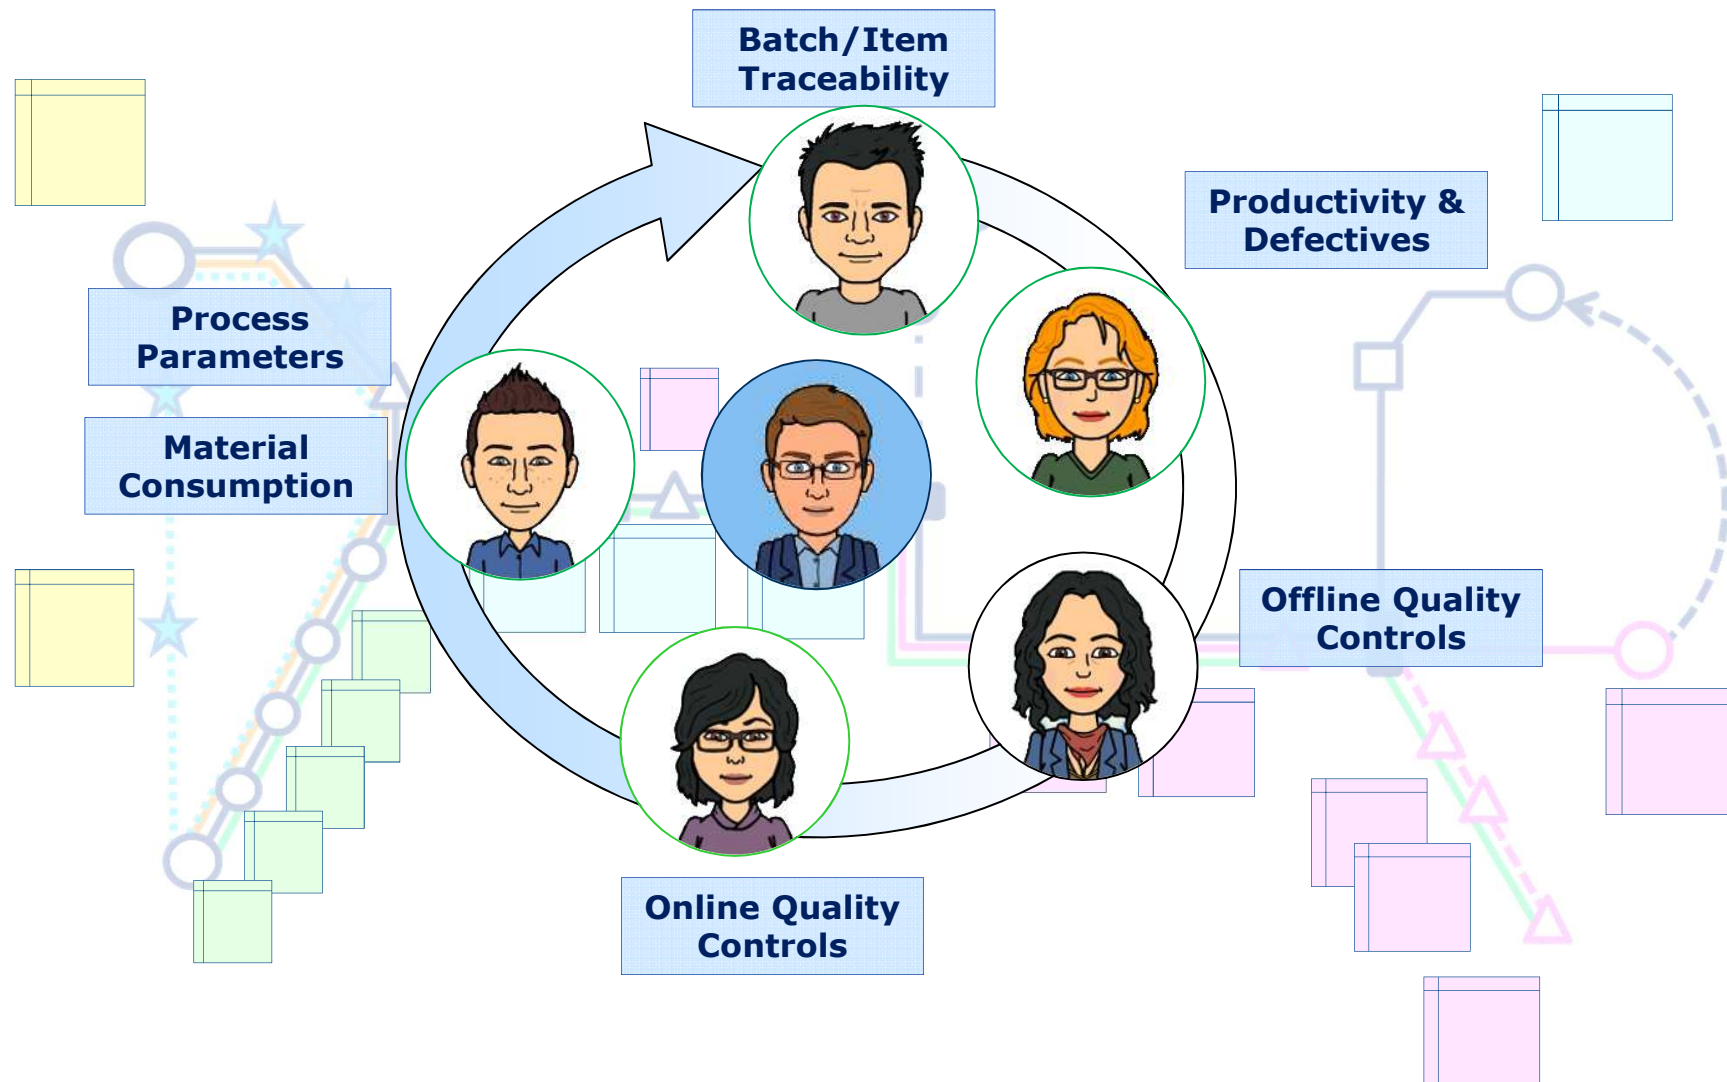 Batch/Item
Traceability
Productivity &
Defectives
Process
Parameters
Material
Consumption
Offline Quality
Controls
Online Quality
Controls